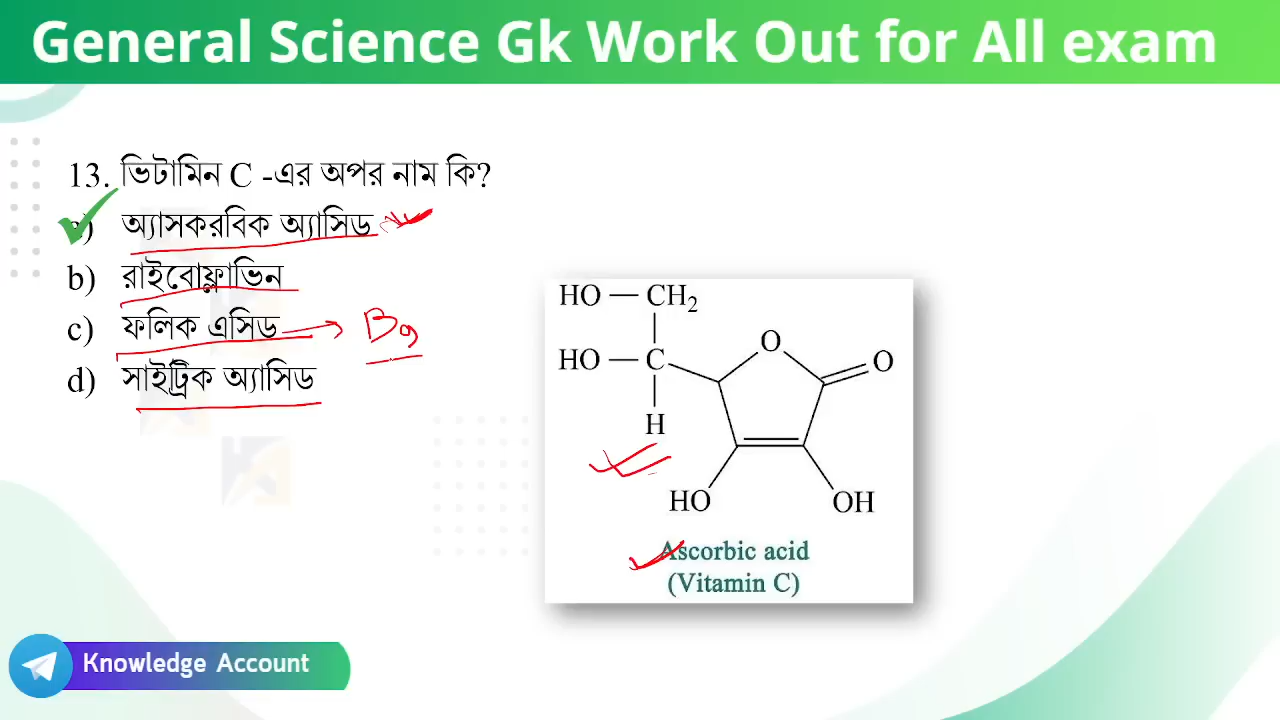 General Science Gk Work Out for All exam
13. ভিটামিন C -এর অপর নাম কি?
a) অ্যাসকরবিক অ্যাসিড
b) রাইবোফ্লাভিন
c) ফলিক এসিড → B9
d) সাইট্রিক অ্যাসিড
HO — CH2
HO — C
O
O
H
HO
OH
Ascorbic acid
(Vitamin C)
Knowledge Account